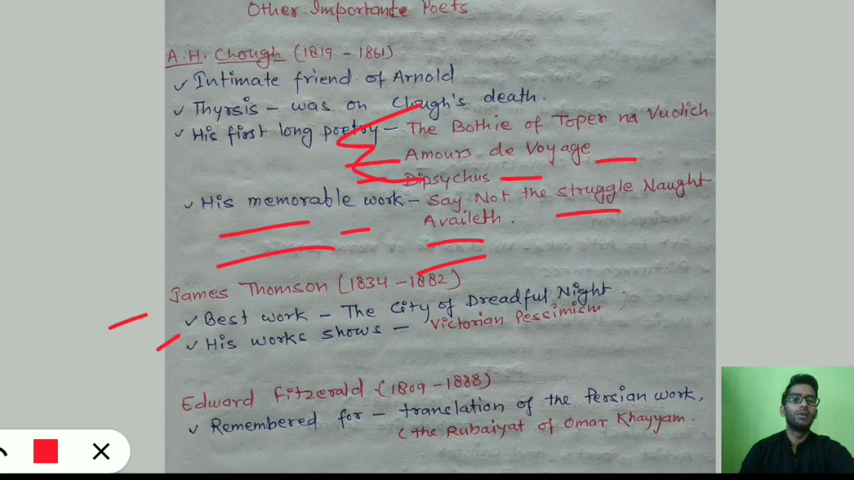 Other Importante Poets
A.H. Chough (1819 - 1861)
✓ Intimate friend of Arnold
✓ Thyrsis - was on Clough's death.
✓ His first long poetry - The Bothie of Toper na Vuolich
Amours de Voyage
Dipsychus
✓ His memorable work - Say Not the struggle Naught
Availeth.
James Thomson (1834 - 1882)
✓ Best work - The City of Dreadful Night
✓ His works shows - Victorian Pessimism
Edward Fitzerald (1809 - 1888)
✓ Remembered for - translation of the Persian work,
(the Rubaiyat of Omar Khayyam.